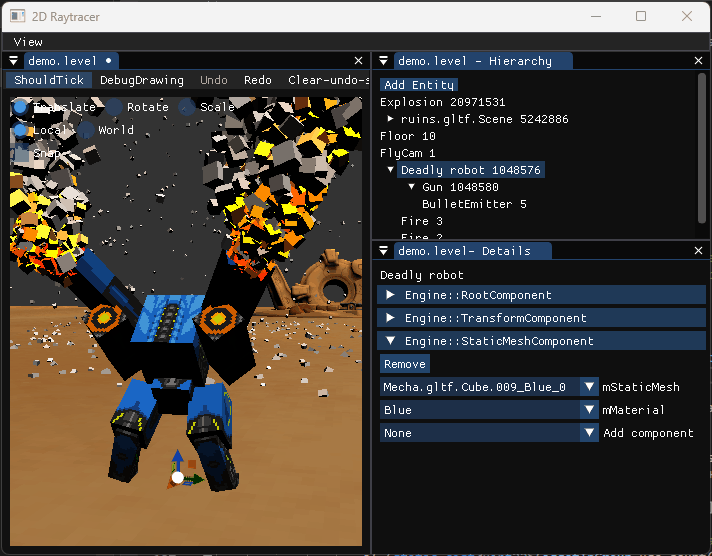 2D Raytracer
View
demo.level
ShouldTick DebugDrawing Undo Redo Clear-undo-s
Translate Rotate Scale
Local World
Snap
demo.level - Hierarchy
Add Entity
Explosion 20971531
ruins.gltf.Scene 5242886
Floor 10
FlyCam 1
Deadly robot 1048576
Gun 1048580
BulletEmitter 5
Fire 3
Fire 2
demo.level- Details
Deadly robot
Engine::RootComponent
Engine::TransformComponent
Engine::StaticMeshComponent
Remove
Mecha.gltf.Cube.009_Blue_0 mStaticMesh
Blue mMaterial
None Add component